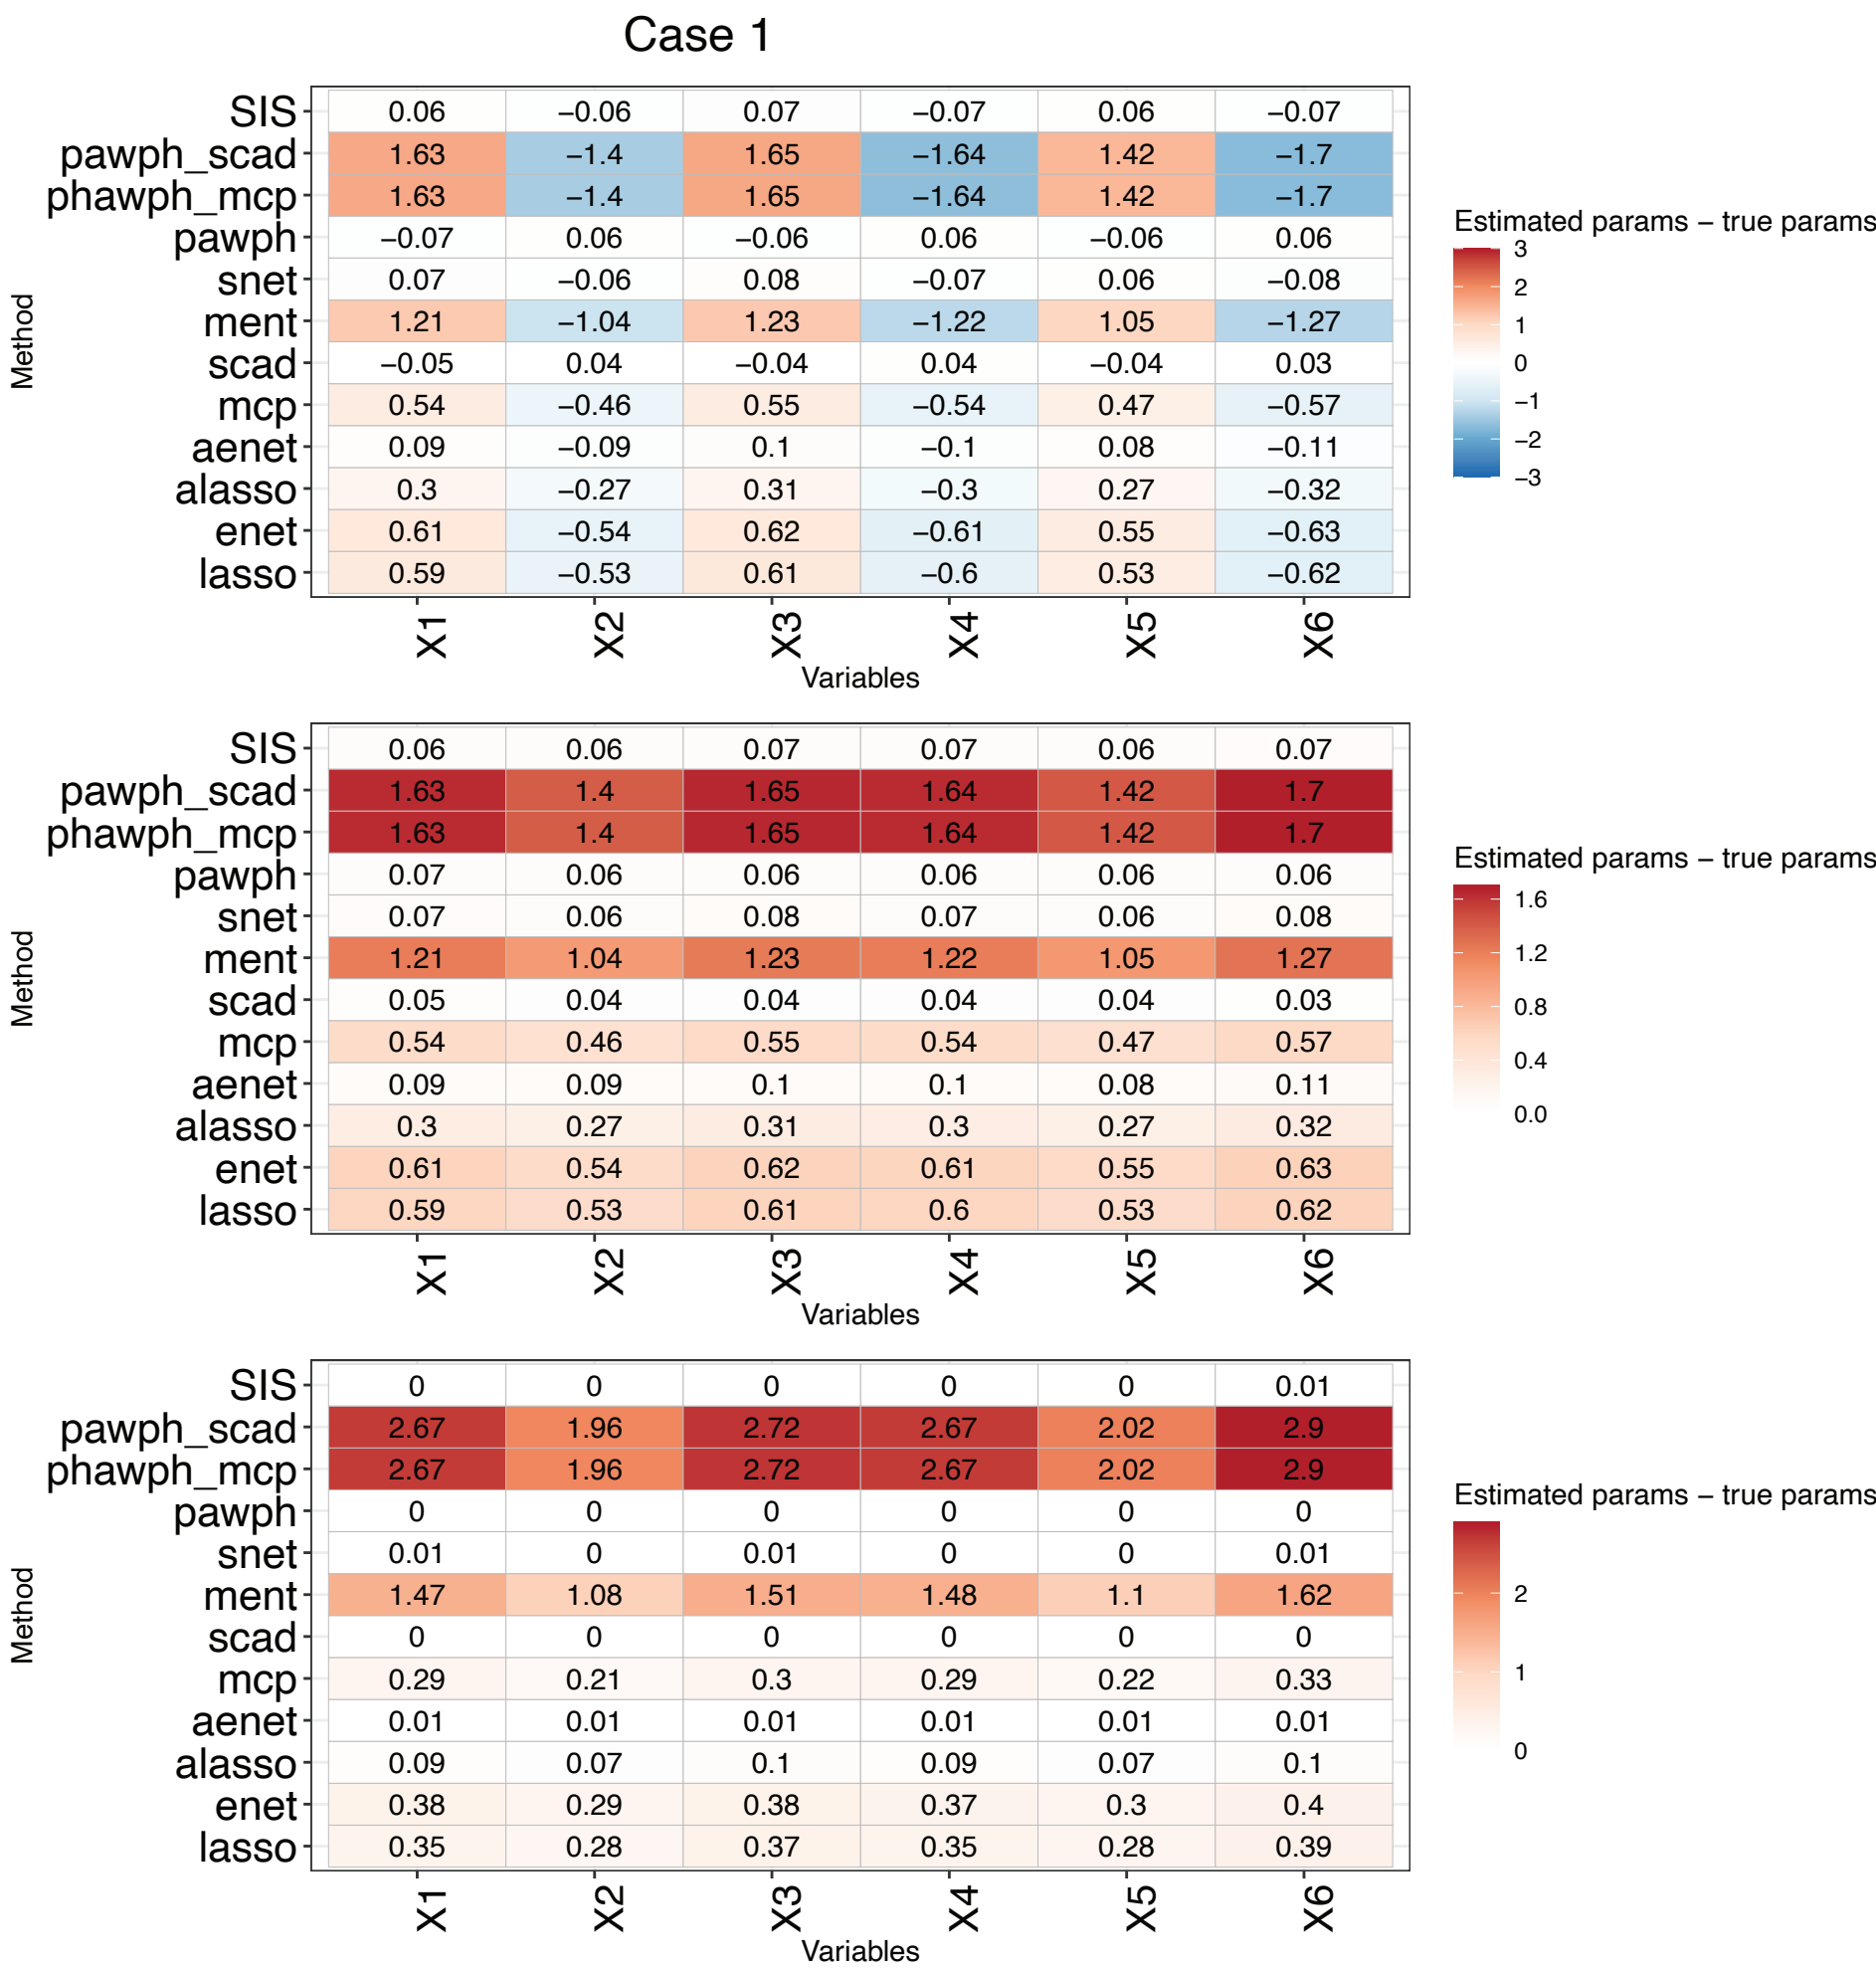 Case 1
Method
SIS 0.06 −0.06 0.07 −0.07 0.06 −0.07
pawph_scad 1.63 −1.4 1.65 −1.64 1.42 −1.7
phawph_mcp 1.63 −1.4 1.65 −1.64 1.42 −1.7
pawph −0.07 0.06 −0.06 0.06 −0.06 0.06
snet 0.07 −0.06 0.08 −0.07 0.06 −0.08
ment 1.21 −1.04 1.23 −1.22 1.05 −1.27
scad −0.05 0.04 −0.04 0.04 −0.04 0.03
mcp 0.54 −0.46 0.55 −0.54 0.47 −0.57
aenet 0.09 −0.09 0.1 −0.1 0.08 −0.11
alasso 0.3 −0.27 0.31 −0.3 0.27 −0.32
enet 0.61 −0.54 0.62 −0.61 0.55 −0.63
lasso 0.59 −0.53 0.61 −0.6 0.53 −0.62
X1 X2 X3 X4 X5 X6
Variables
Estimated params − true params
3
2
1
0
−1
−2
−3
Method
SIS 0.06 0.06 0.07 0.07 0.06 0.07
pawph_scad 1.63 1.4 1.65 1.64 1.42 1.7
phawph_mcp 1.63 1.4 1.65 1.64 1.42 1.7
pawph 0.07 0.06 0.06 0.06 0.06 0.06
snet 0.07 0.06 0.08 0.07 0.06 0.08
ment 1.21 1.04 1.23 1.22 1.05 1.27
scad 0.05 0.04 0.04 0.04 0.04 0.03
mcp 0.54 0.46 0.55 0.54 0.47 0.57
aenet 0.09 0.09 0.1 0.1 0.08 0.11
alasso 0.3 0.27 0.31 0.3 0.27 0.32
enet 0.61 0.54 0.62 0.61 0.55 0.63
lasso 0.59 0.53 0.61 0.6 0.53 0.62
X1 X2 X3 X4 X5 X6
Variables
Estimated params − true params
1.6
1.2
0.8
0.4
0.0
Method
SIS 0 0 0 0 0 0.01
pawph_scad 2.67 1.96 2.72 2.67 2.02 2.9
phawph_mcp 2.67 1.96 2.72 2.67 2.02 2.9
pawph 0 0 0 0 0 0
snet 0.01 0 0.01 0 0 0.01
ment 1.47 1.08 1.51 1.48 1.1 1.62
scad 0 0 0 0 0 0
mcp 0.29 0.21 0.3 0.29 0.22 0.33
aenet 0.01 0.01 0.01 0.01 0.01 0.01
alasso 0.09 0.07 0.1 0.09 0.07 0.1
enet 0.38 0.29 0.38 0.37 0.3 0.4
lasso 0.35 0.28 0.37 0.35 0.28 0.39
X1 X2 X3 X4 X5 X6
Variables
Estimated params − true params
2
1
0